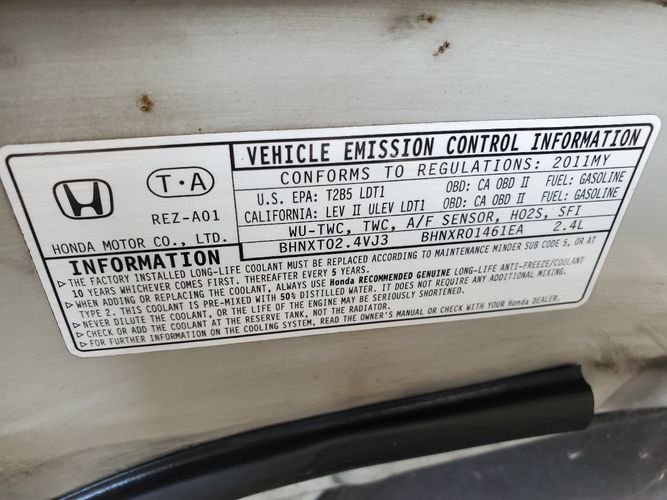 VEHICLE EMISSION CONTROL INFORMATION
CONFORMS TO REGULATIONS: 2011MY
U.S. EPA: T2B5 LDT1 OBD: CA OBD II FUEL: GASOLINE
CALIFORNIA: LEV II ULEV LDT1 OBD: CA OBD II FUEL: GASOLINE
WU-TWC, TWC, A/F SENSOR, HO2S, SFI
BHNXT02.4VJ3 BHNXR0146IEA 2.4L
T·A
REZ-A01
HONDA MOTOR CO., LTD.
INFORMATION
▷ THE FACTORY INSTALLED LONG-LIFE COOLANT MUST BE REPLACED ACCORDING TO MAINTENANCE MINDER SUB CODE 5, OR AT
10 YEARS WHICHEVER COMES FIRST. THEREAFTER EVERY 5 YEARS.
▷ WHEN ADDING OR REPLACING THE COOLANT, ALWAYS USE Honda RECOMMENDED GENUINE LONG-LIFE ANTI-FREEZE/COOLANT
TYPE 2. THIS COOLANT IS PRE-MIXED WITH 50% DISTILLED WATER. IT DOES NOT REQUIRE ANY ADDITIONAL MIXING.
▷ NEVER DILUTE THE COOLANT, OR THE LIFE OF THE ENGINE MAY BE SERIOUSLY SHORTENED.
▷ CHECK OR ADD THE COOLANT AT THE RESERVE TANK, NOT THE RADIATOR.
▷ FOR FURTHER INFORMATION ON THE COOLING SYSTEM, READ THE OWNER'S MANUAL OR CHECK WITH YOUR Honda DEALER.